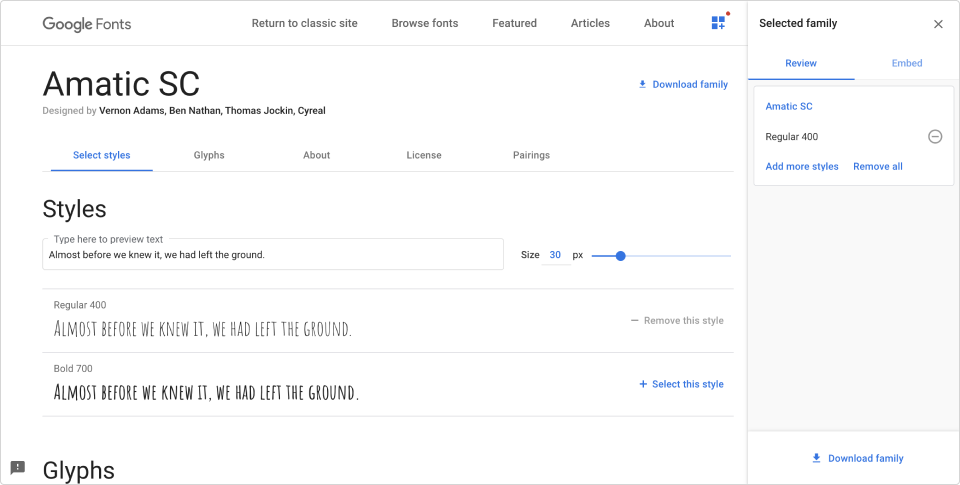 Google Fonts
Return to classic site Browse fonts Featured Articles About
Amatic SC
Download family
Designed by Vernon Adams, Ben Nathan, Thomas Jockin, Cyreal
Select styles Glyphs About License Pairings
Styles
Type here to preview text
Almost before we knew it, we had left the ground.
Size 30 px
Regular 400
Almost before we knew it, we had left the ground.
− Remove this style
Bold 700
Almost before we knew it, we had left the ground.
+ Select this style
Glyphs
Selected family
Review Embed
Amatic SC
Regular 400
Add more styles Remove all
Download family